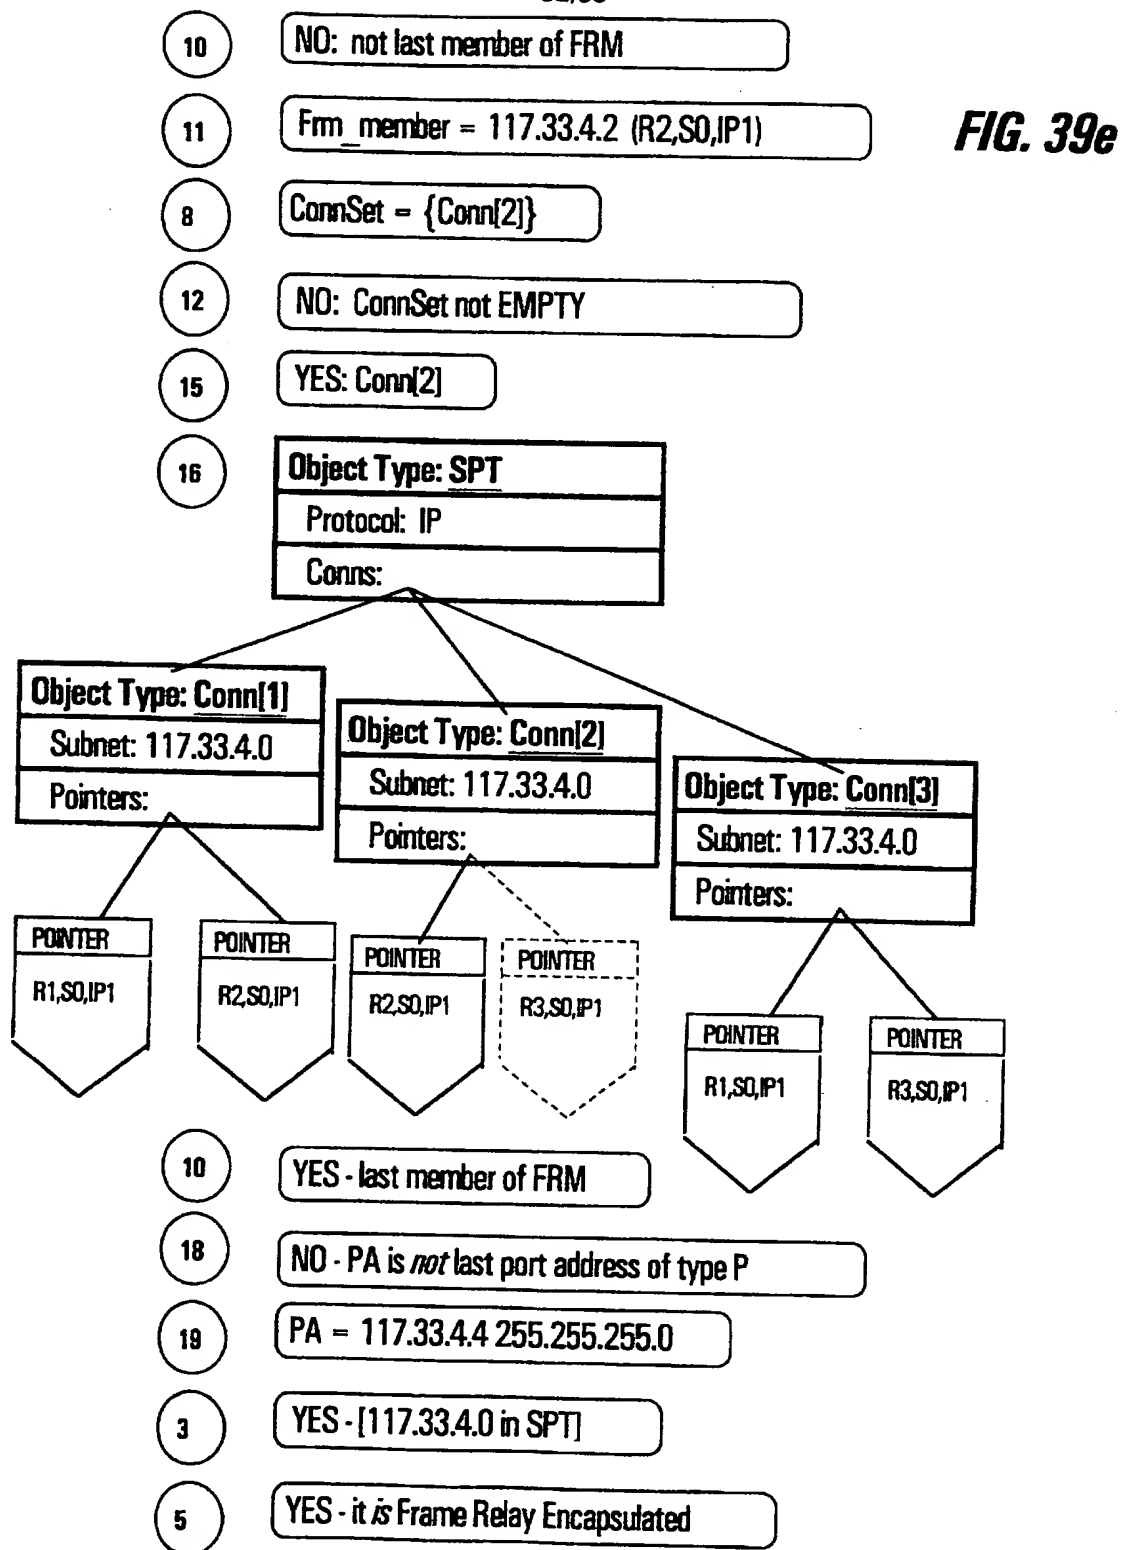 10
NO: not last member of FRM
11
Frm_member = 117.33.4.2 (R2,S0,IP1)
FIG. 39e
8
ConnSet = {Conn[2]}
12
NO: ConnSet not EMPTY
15
YES: Conn[2]
16
Object Type: SPT
Protocol: IP
Conns:
Object Type: Conn[1]
Subnet: 117.33.4.0
Pointers:
Object Type: Conn[2]
Subnet: 117.33.4.0
Pointers:
Object Type: Conn[3]
Subnet: 117.33.4.0
Pointers:
POINTER
R1,S0,IP1
POINTER
R2,S0,IP1
POINTER
R2,S0,IP1
POINTER
R3,S0,IP1
POINTER
R1,S0,IP1
POINTER
R3,S0,IP1
10
YES - last member of FRM
18
NO - PA is not last port address of type P
19
PA = 117.33.4.4 255.255.255.0
3
YES - [117.33.4.0 in SPT]
5
YES - it is Frame Relay Encapsulated